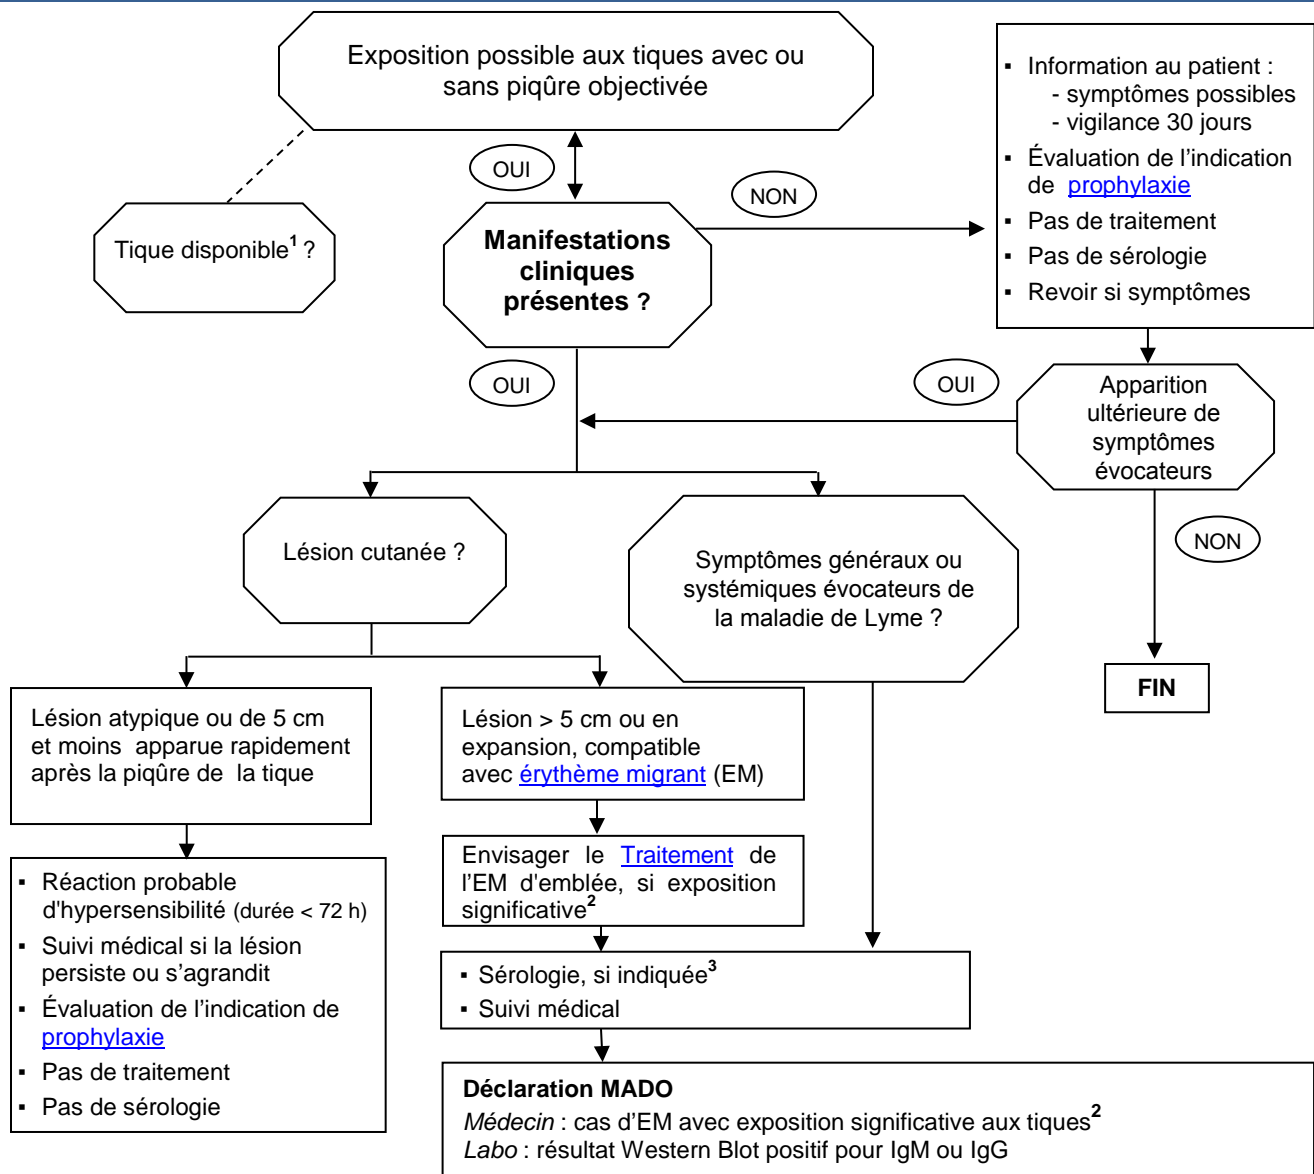 Exposition possible aux tiques avec ou
sans piqûre objectivée
OUI
Tique disponible¹ ?
Manifestations
cliniques
présentes ?
NON
▪ Information au patient :
- symptômes possibles
- vigilance 30 jours
▪ Évaluation de l'indication
de prophylaxie
▪ Pas de traitement
▪ Pas de sérologie
▪ Revoir si symptômes
OUI
OUI
Apparition
ultérieure de
symptômes
évocateurs
NON
FIN
Lésion cutanée ?
Symptômes généraux ou
systémiques évocateurs de
la maladie de Lyme ?
Lésion atypique ou de 5 cm
et moins apparue rapidement
après la piqûre de la tique
▪ Réaction probable
d'hypersensibilité (durée < 72 h)
▪ Suivi médical si la lésion
persiste ou s'agrandit
▪ Évaluation de l'indication de
prophylaxie
▪ Pas de traitement
▪ Pas de sérologie
Lésion > 5 cm ou en
expansion, compatible
avec érythème migrant (EM)
Envisager le Traitement de
l'EM d'emblée, si exposition
significative²
▪ Sérologie, si indiquée³
▪ Suivi médical
Déclaration MADO
Médecin : cas d'EM avec exposition significative aux tiques²
Labo : résultat Western Blot positif pour IgM ou IgG